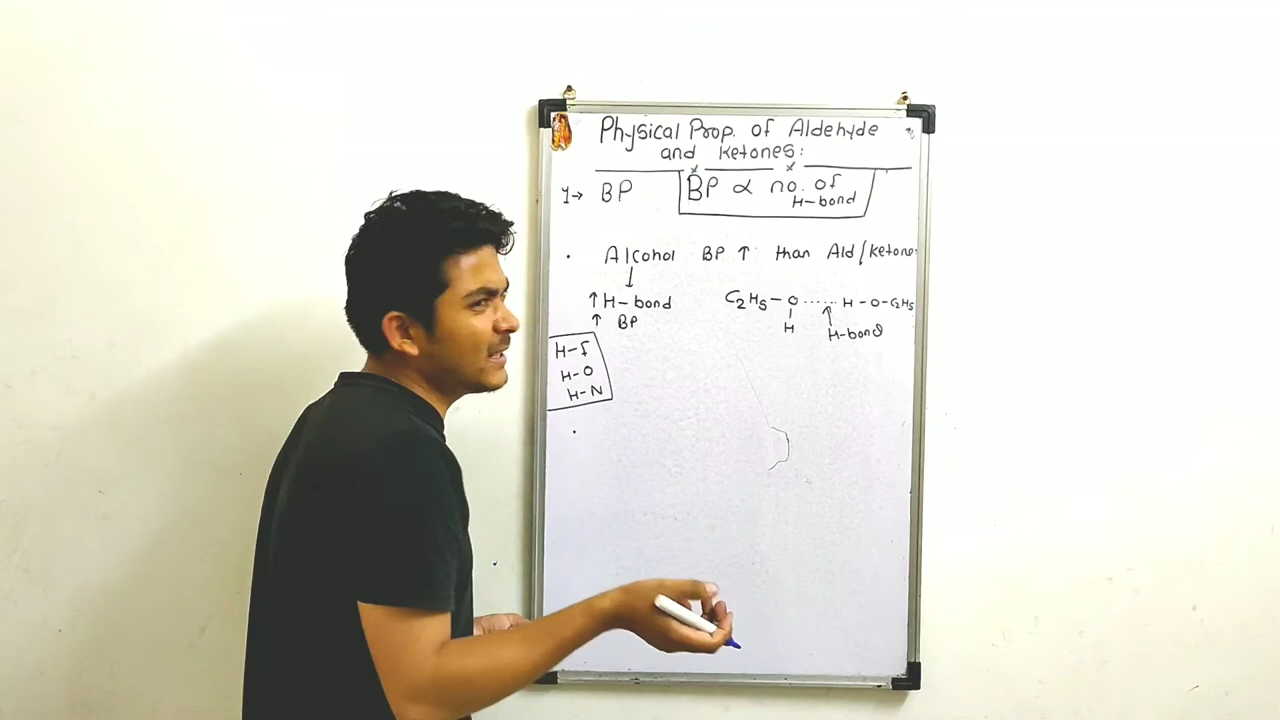 Physical Prop. of Aldehyde
and ketones:
1→ BP BP ∝ no. of
H-bond
• Alcohol BP ↑ than Ald/ketone
↓
↑ H-bond C2H5-O ...... H-O-C2H5
↑ BP H H-bond
H-f
H-O
H-N